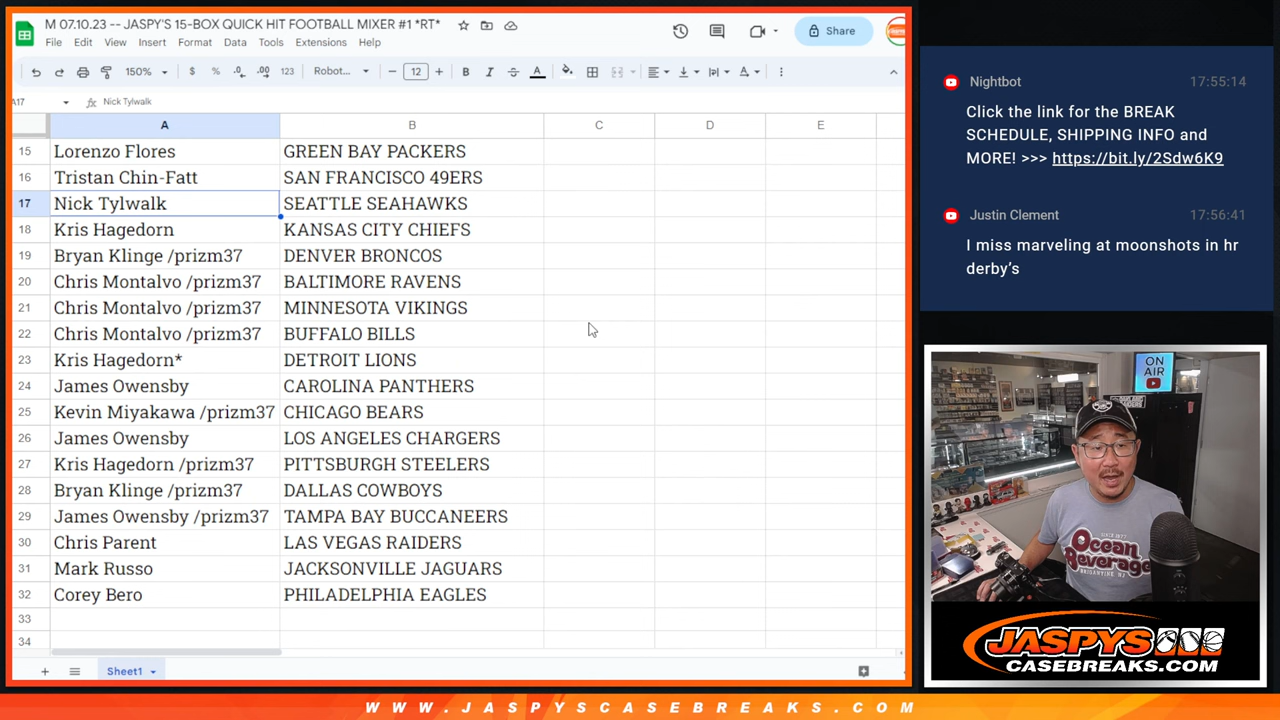 M 07.10.23 -- JASPY'S 15-BOX QUICK HIT FOOTBALL MIXER #1 *RT*
File Edit View Insert Format Data Tools Extensions Help
Share
150% $ % .0 .00 123 Robot... 12 B I A
A17 fx Nick Tylwalk
A B C D E
15 Lorenzo Flores GREEN BAY PACKERS
16 Tristan Chin-Fatt SAN FRANCISCO 49ERS
17 Nick Tylwalk SEATTLE SEAHAWKS
18 Kris Hagedorn KANSAS CITY CHIEFS
19 Bryan Klinge /prizm37 DENVER BRONCOS
20 Chris Montalvo /prizm37 BALTIMORE RAVENS
21 Chris Montalvo /prizm37 MINNESOTA VIKINGS
22 Chris Montalvo /prizm37 BUFFALO BILLS
23 Kris Hagedorn* DETROIT LIONS
24 James Owensby CAROLINA PANTHERS
25 Kevin Miyakawa /prizm37 CHICAGO BEARS
26 James Owensby LOS ANGELES CHARGERS
27 Kris Hagedorn /prizm37 PITTSBURGH STEELERS
28 Bryan Klinge /prizm37 DALLAS COWBOYS
29 James Owensby /prizm37 TAMPA BAY BUCCANEERS
30 Chris Parent LAS VEGAS RAIDERS
31 Mark Russo JACKSONVILLE JAGUARS
32 Corey Bero PHILADELPHIA EAGLES
33
34
Sheet1
Nightbot 17:55:14
Click the link for the BREAK
SCHEDULE, SHIPPING INFO and
MORE! >>> https://bit.ly/2Sdw6K9
Justin Clement 17:56:41
I miss marveling at moonshots in hr
derby's
ON
AIR
Ocean
Beverage
JASPYS
CASEBREAKS.COM
WWW.JASPYSCASEBREAKS.COM